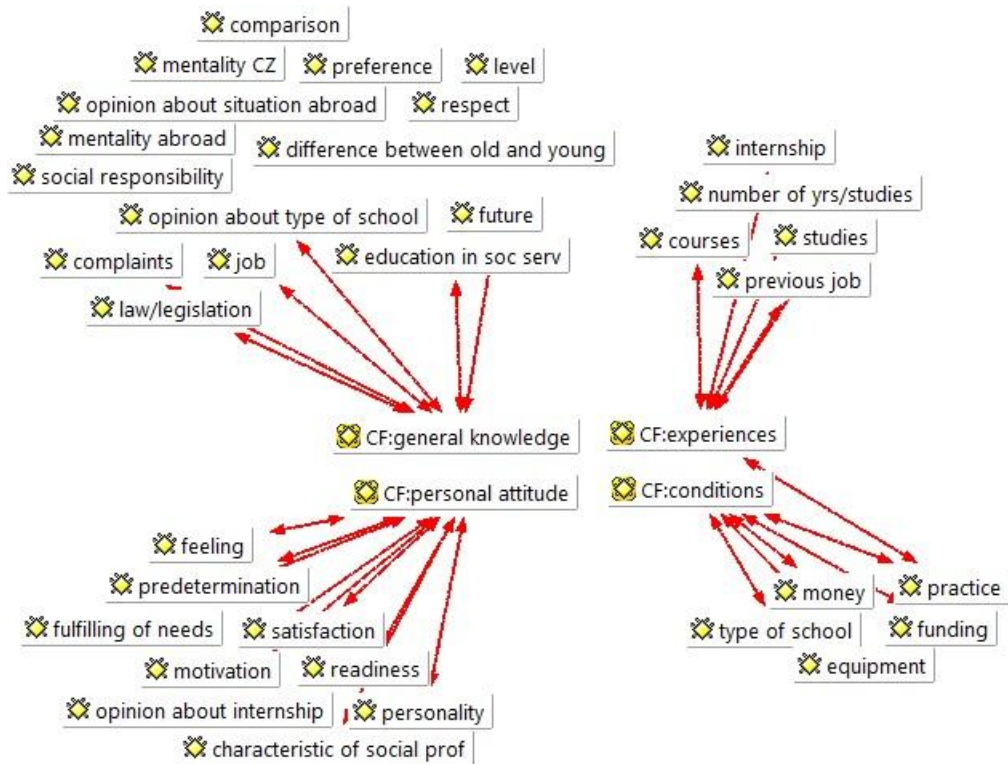 comparison
mentality CZ
preference
level
opinion about situation abroad
respect
mentality abroad
difference between old and young
internship
social responsibility
number of yrs/studies
opinion about type of school
future
courses
studies
complaints
job
education in soc serv
previous job
law/legislation
CF:general knowledge
CF:experiences
CF:personal attitude
CF:conditions
feeling
predetermination
money
practice
fulfilling of needs
satisfaction
type of school
funding
motivation
readiness
equipment
opinion about internship
personality
characteristic of social prof